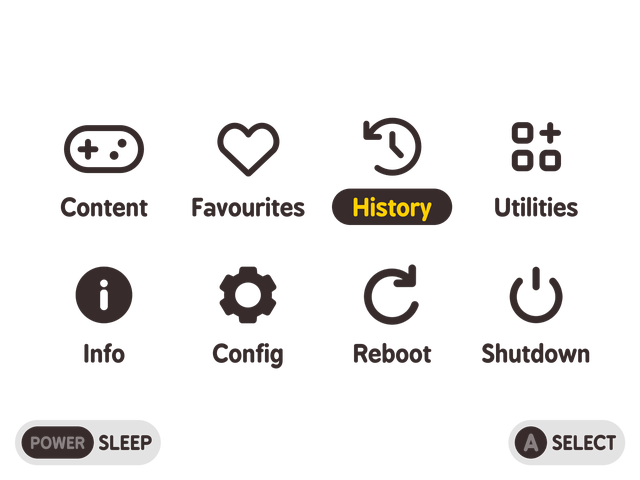 Content
Favourites
History
Utilities
Info
Config
Reboot
Shutdown
POWER SLEEP
A SELECT